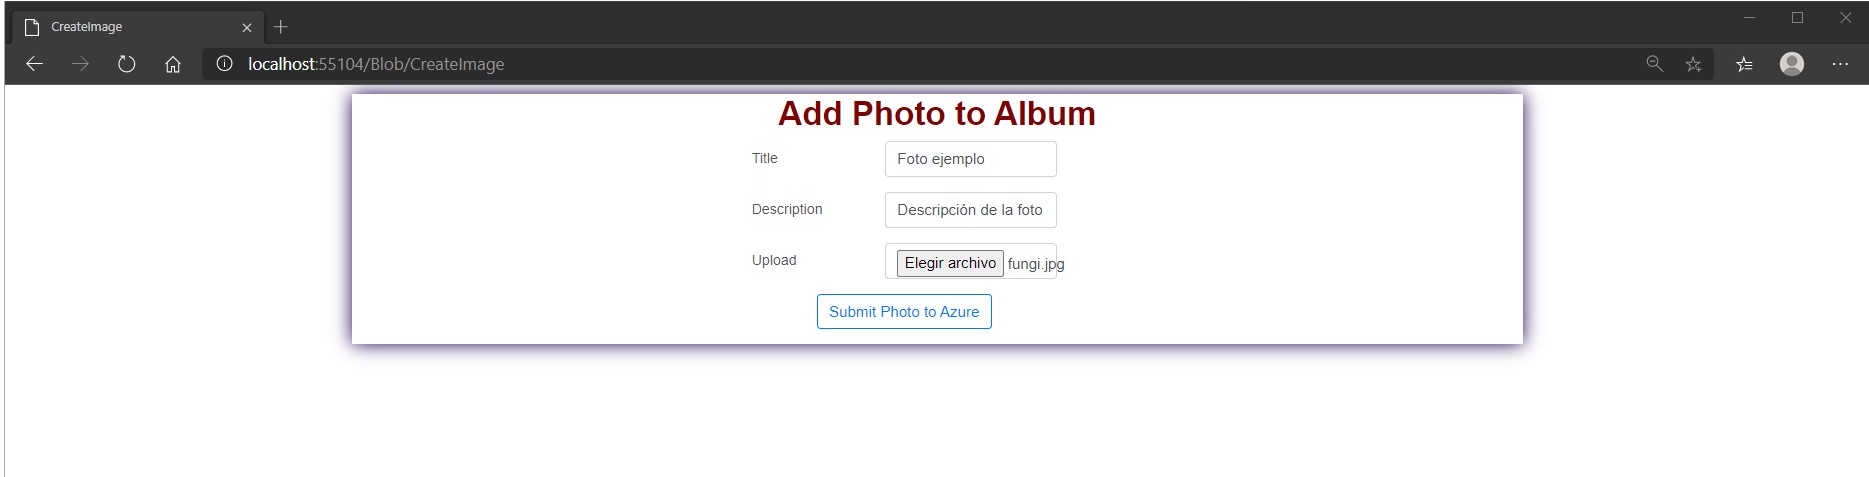 CreateImage
localhost:55104/Blob/CreateImage
Add Photo to Album
Title Foto ejemplo
Description Descripción de la foto
Upload Elegir archivo fungi.jpg
Submit Photo to Azure